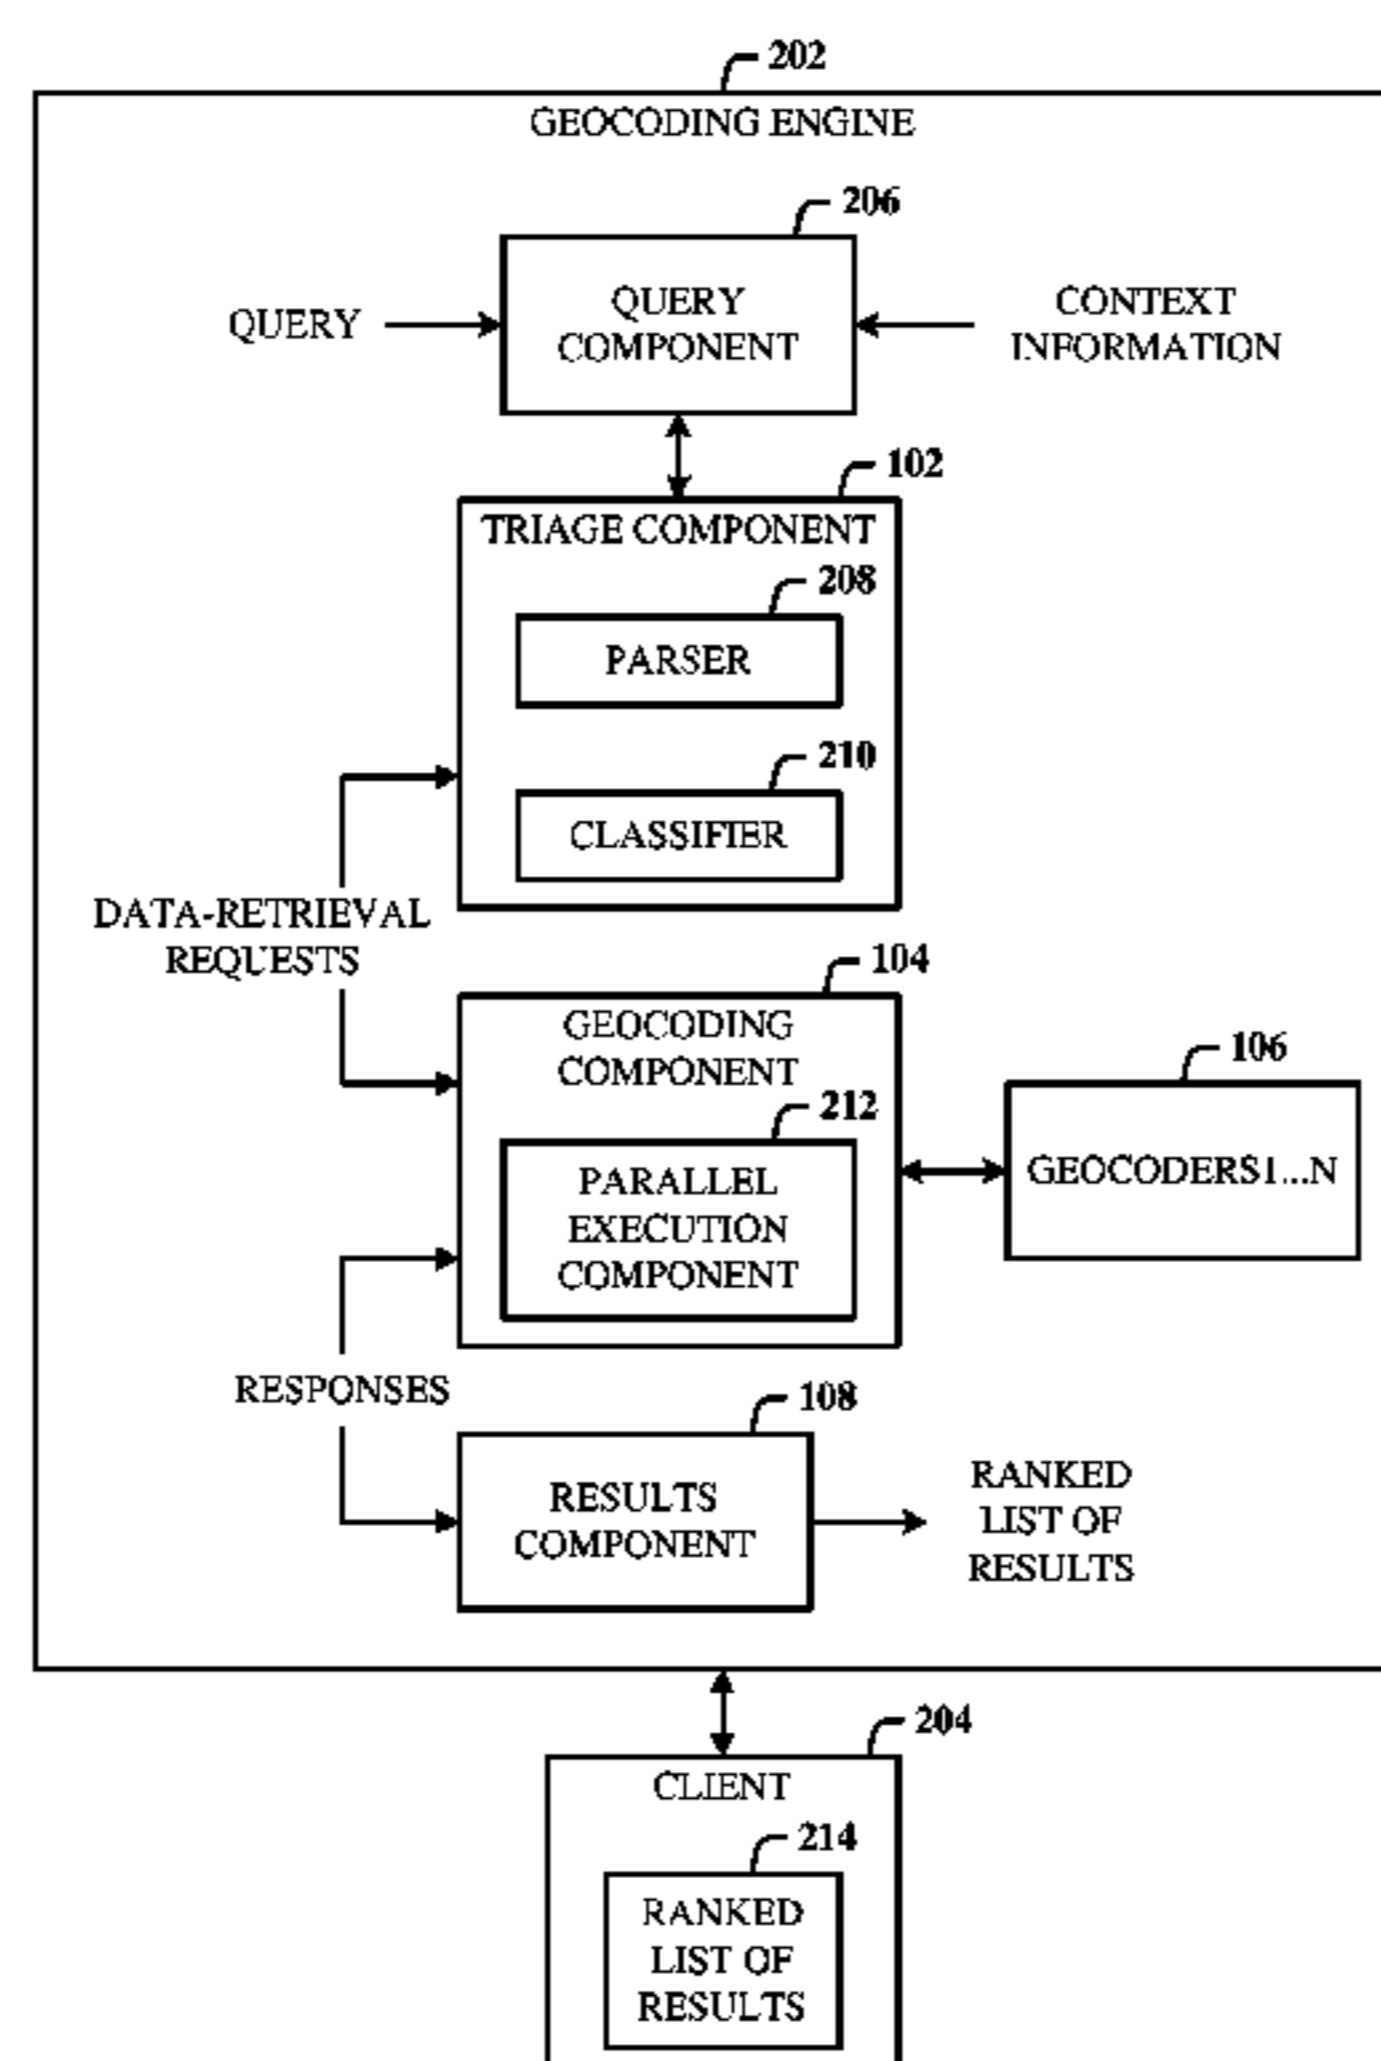 202
GEOCODING ENGINE
206
QUERY
QUERY
COMPONENT
CONTEXT
INFORMATION
102
TRIAGE COMPONENT
208
PARSER
210
CLASSIFIER
DATA-RETRIEVAL
REQUESTS
104
GEOCODING
COMPONENT
106
212
GEOCODERS1...N
PARALLEL
EXECUTION
COMPONENT
RESPONSES
108
RESULTS
COMPONENT
RANKED
LIST OF
RESULTS
204
CLIENT
214
RANKED
LIST OF
RESULTS